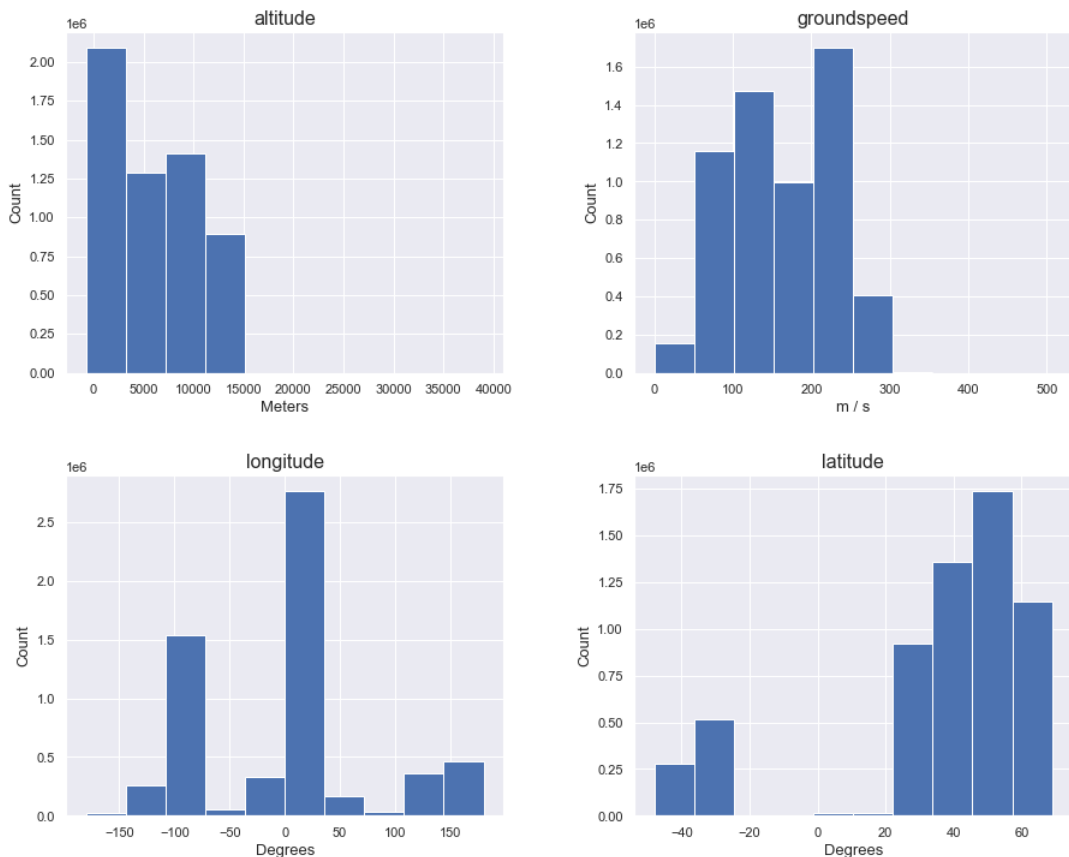 altitude
1e6
2.00
1.75
1.50
1.25
1.00
0.75
0.50
0.25
0.00
Count
0 5000 10000 15000 20000 25000 30000 35000 40000
Meters
groundspeed
1e6
1.6
1.4
1.2
1.0
0.8
0.6
0.4
0.2
0.0
Count
0 100 200 300 400 500
m / s
longitude
1e6
2.5
2.0
1.5
1.0
0.5
0.0
Count
−150 −100 −50 0 50 100 150
Degrees
latitude
1e6
1.75
1.50
1.25
1.00
0.75
0.50
0.25
0.00
Count
−40 −20 0 20 40 60
Degrees